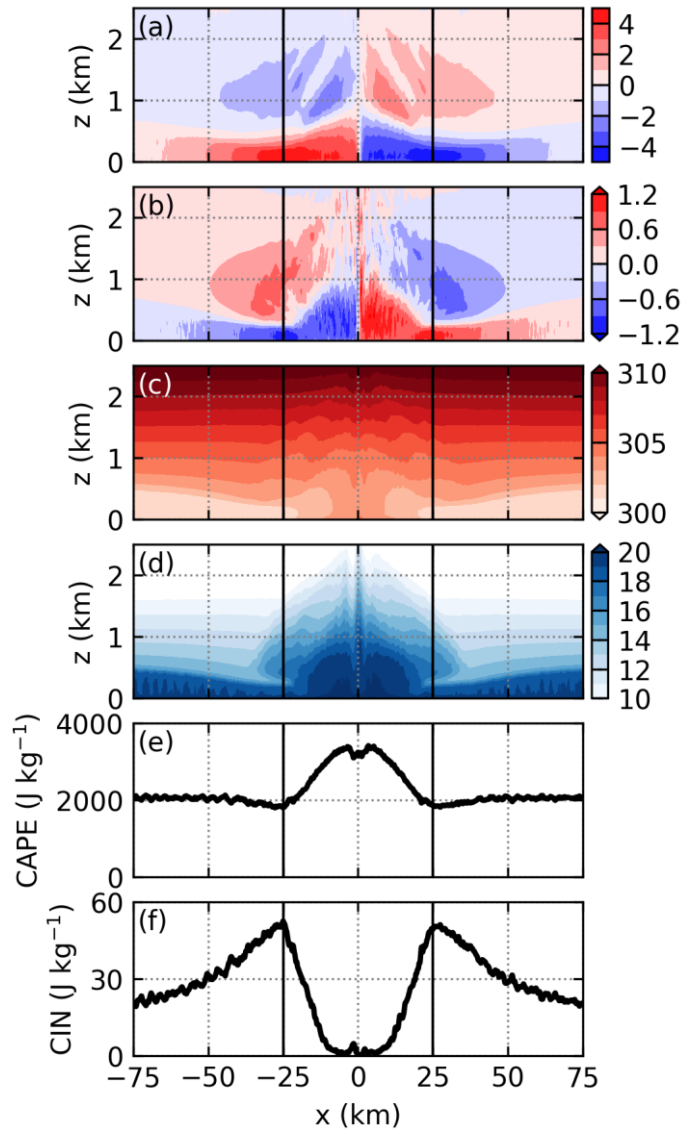 (a)
z (km)
2
1
0
4
2
0
−2
−4
(b)
z (km)
2
1
0
1.2
0.6
0.0
−0.6
−1.2
(c)
z (km)
2
1
0
310
305
300
(d)
z (km)
2
1
0
20
18
16
14
12
10
(e)
CAPE (J kg⁻¹)
4000
2000
0
(f)
CIN (J kg⁻¹)
60
30
0
−75 −50 −25 0 25 50 75
x (km)